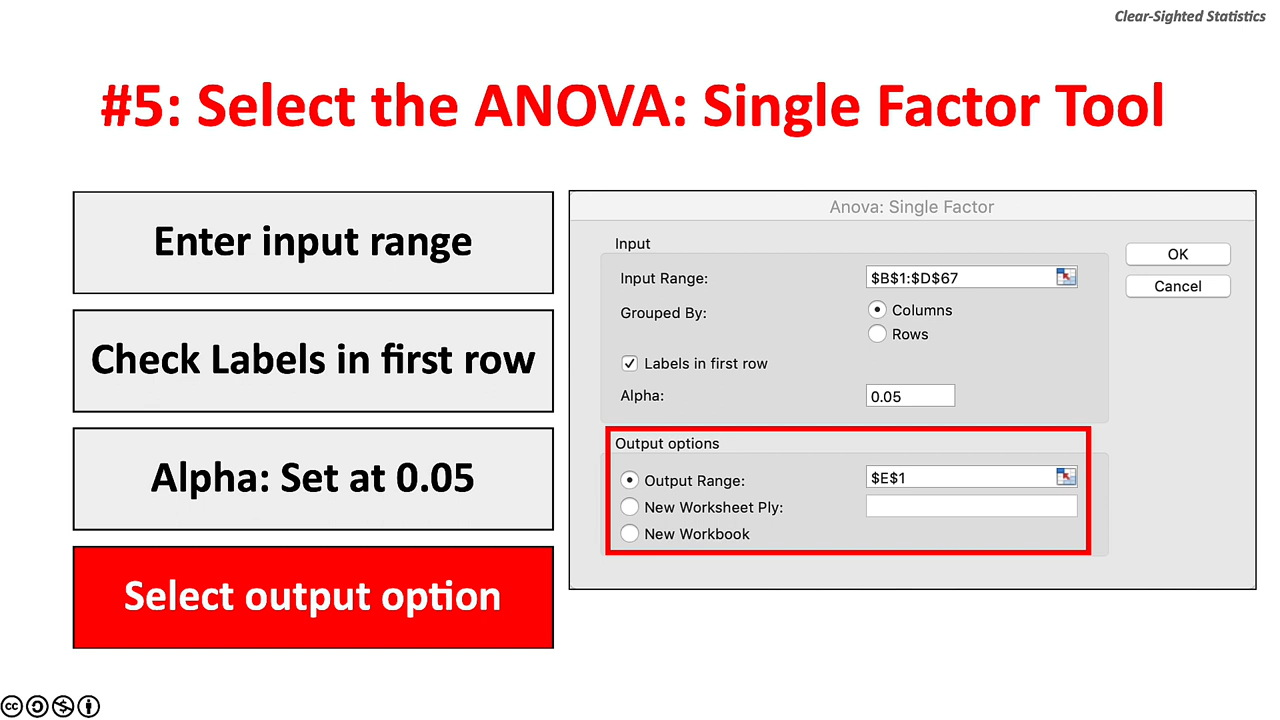 Clear-Sighted Statistics
#5: Select the ANOVA: Single Factor Tool
Enter input range
Check Labels in first row
Alpha: Set at 0.05
Select output option
Anova: Single Factor
Input
Input Range:
$B$1:$D$67
Grouped By:
Columns
Rows
Labels in first row
Alpha:
0.05
OK
Cancel
Output options
Output Range:
$E$1
New Worksheet Ply:
New Workbook
cc